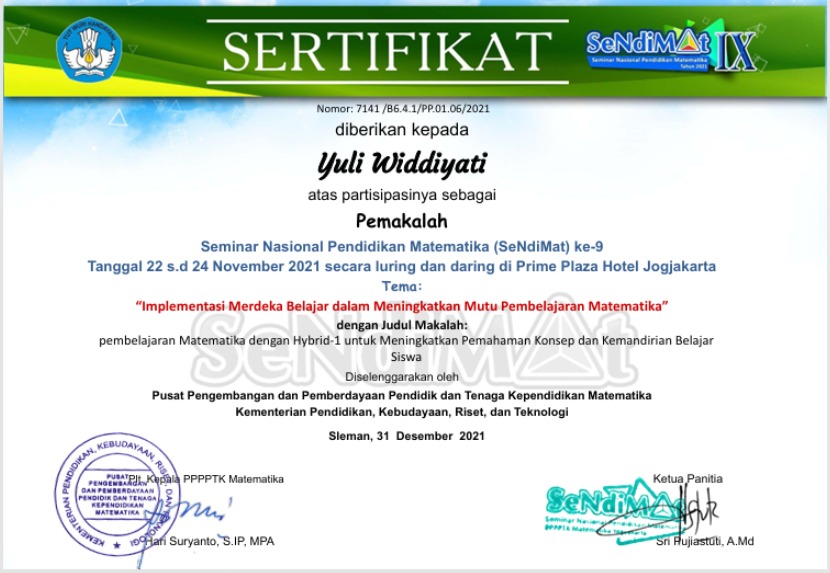 TUT WURI HANDAYANI
SERTIFIKAT
SeNdiMAt IX
Seminar Nasional Pendidikan Matematika
Tahun 2021
Nomor: 7141 /B6.4.1/PP.01.06/2021
diberikan kepada
Yuli Widdiyati
atas partisipasinya sebagai
Pemakalah
Seminar Nasional Pendidikan Matematika (SeNdiMat) ke-9
Tanggal 22 s.d 24 November 2021 secara luring dan daring di Prime Plaza Hotel Jogjakarta
Tema:
“Implementasi Merdeka Belajar dalam Meningkatkan Mutu Pembelajaran Matematika”
dengan Judul Makalah:
pembelajaran Matematika dengan Hybrid-1 untuk Meningkatkan Pemahaman Konsep dan Kemandirian Belajar
Siswa
SeNdiMAt
Diselenggarakan oleh
Pusat Pengembangan dan Pemberdayaan Pendidik dan Tenaga Kependidikan Matematika
Kementerian Pendidikan, Kebudayaan, Riset, dan Teknologi
Sleman, 31 Desember 2021
Plt. Kepala PPPPTK Matematika
KEMENTERIAN PENDIDIKAN, KEBUDAYAAN, RISET, DAN TEKNOLOGI
PUSAT
PENGEMBANGAN
DAN PEMBERDAYAAN
PENDIDIK DAN TENAGA
KEPENDIDIKAN
MATEMATIKA
Hari Suryanto, S.IP, MPA
Ketua Panitia
SeNdiMAt
Seminar Nasional Pendidikan Matematika
PPPPTK Matematika Yogyakarta
Sri Pujiastuti, A.Md